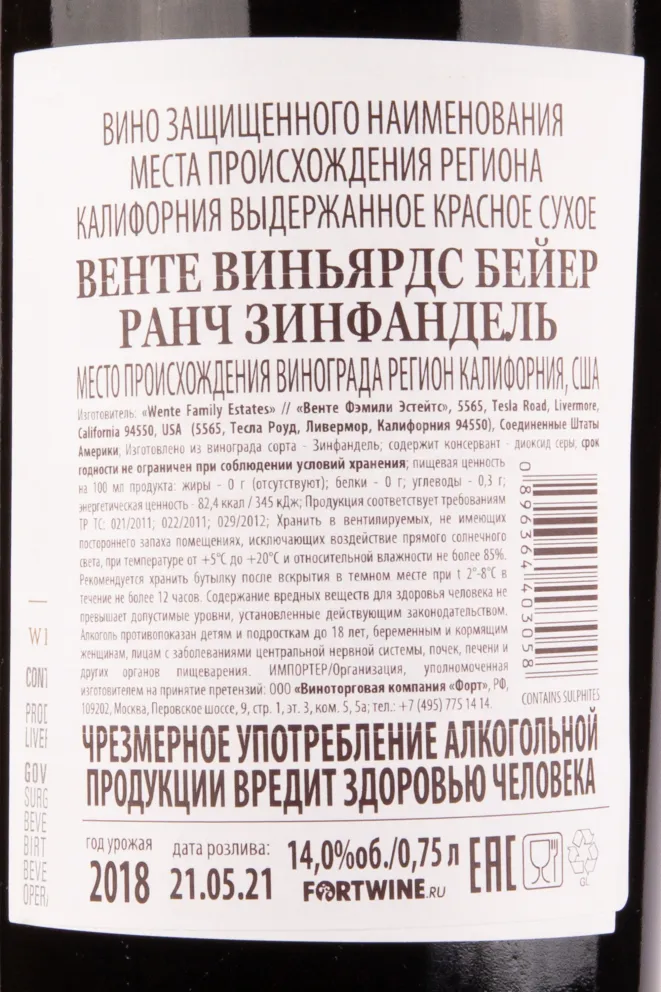 ВИНО ЗАЩИЩЕННОГО НАИМЕНОВАНИЯ
МЕСТА ПРОИСХОЖДЕНИЯ РЕГИОНА
КАЛИФОРНИЯ ВЫДЕРЖАННОЕ КРАСНОЕ СУХОЕ
ВЕНТЕ ВИНЬЯРДС БЕЙЕР
РАНЧ ЗИНФАНДЕЛЬ
МЕСТО ПРОИСХОЖДЕНИЯ ВИНОГРАДА РЕГИОН КАЛИФОРНИЯ, США
Изготовитель: «Wente Family Estates» // «Венте Фэмили Эстейтс», 5565, Tesla Road, Livermore,
California 94550, USA (5565, Тесла Роуд, Ливермор, Калифорния 94550), Соединенные Штаты
Америки; Изготовлено из винограда сорта - Зинфандель; содержит консервант - диоксид серы, срок
годности не ограничен при соблюдении условий хранения; пищевая ценность
на 100 мл продукта: жиры - 0 г (отсутствуют); белки - 0 г; углеводы - 0,3 г;
энергетическая ценность - 82,4 ккал / 345 кДж; Продукция соответствует требованиям
ТР ТС: 021/2011; 022/2011; 029/2012; Хранить в вентилируемых, не имеющих
постороннего запаха помещениях, исключающих воздействие прямого солнечного
света, при температуре от +5°С до +20°С и относительной влажности не более 85%.
Рекомендуется хранить бутылку после вскрытия в темном месте при t 2°-8°С в
течение не более 12 часов. Содержание вредных веществ для здоровья человека не
превышает допустимые уровни, установленные действующим законодательством.
Алкоголь противопоказан детям и подросткам до 18 лет, беременным и кормящим
женщинам, лицам с заболеваниями центральной нервной системы, почек, печени и
других органов пищеварения. ИМПОРТЕР/Организация, уполномоченная
изготовителем на принятие претензий: ООО «Виноторговая компания «Форт», РФ,
109202, Москва, Перовское шоссе, 9, стр. 1, эт. 3, ком. 5, 5а; тел.: +7 (495) 775 14 14.
0 89636 44030 5 8
CONTAINS SULPHITES
ЧРЕЗМЕРНОЕ УПОТРЕБЛЕНИЕ АЛКОГОЛЬНОЙ
ПРОДУКЦИИ ВРЕДИТ ЗДОРОВЬЮ ЧЕЛОВЕКА
год урожая
2018
дата розлива:
21.05.21
14,0%об./0,75 л
FORTWINE.RU
EAC
GL
GOV